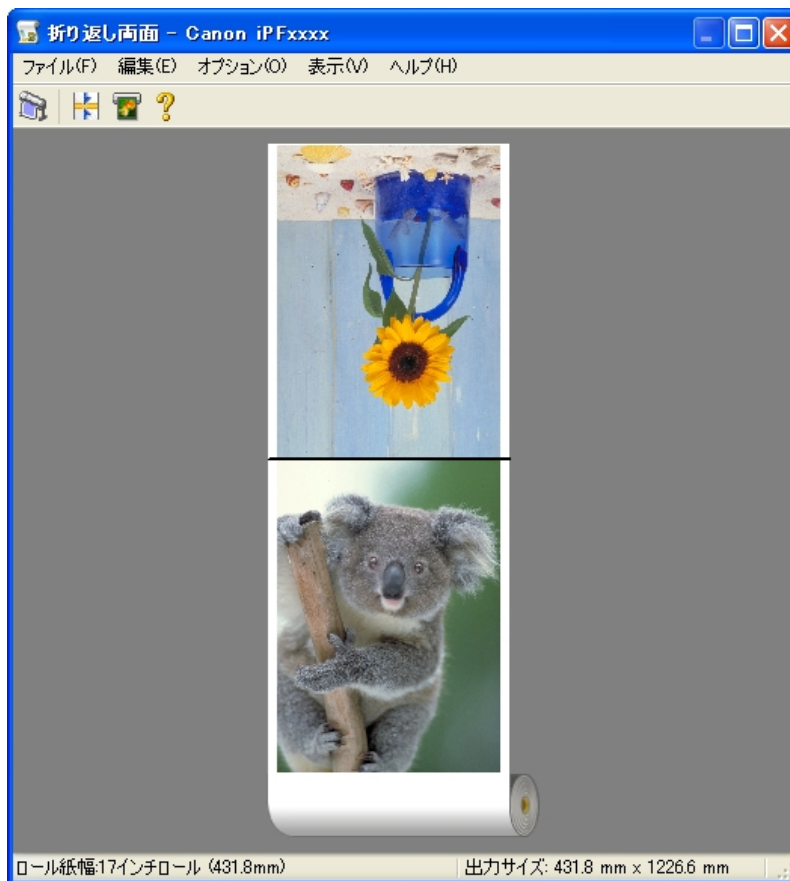 折り返し両面 - Canon iPFxxxx
ファイル(F) 編集(E) オプション(O) 表示(V) ヘルプ(H)
ロール紙幅:17インチロール (431.8mm) 出力サイズ: 431.8 mm x 1226.6 mm